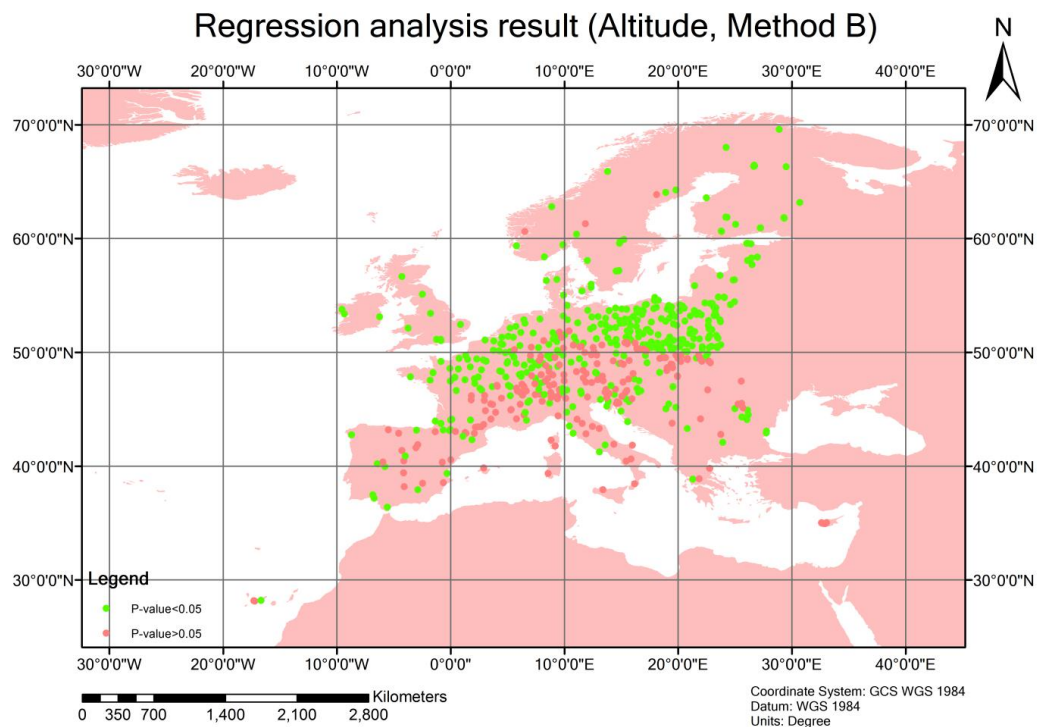 Regression analysis result (Altitude, Method B)
N
30°0'0"W 20°0'0"W 10°0'0"W 0°0'0"E 10°0'0"E 20°0'0"E 30°0'0"E 40°0'0"E
70°0'0"N 70°0'0"N
60°0'0"N 60°0'0"N
50°0'0"N 50°0'0"N
40°0'0"N 40°0'0"N
30°0'0"N 30°0'0"N
Legend
P-value<0.05
P-value>0.05
30°0'0"W 20°0'0"W 10°0'0"W 0°0'0"E 10°0'0"E 20°0'0"E 30°0'0"E 40°0'0"E
Kilometers
0 350 700 1,400 2,100 2,800
Coordinate System: GCS WGS 1984
Datum: WGS 1984
Units: Degree